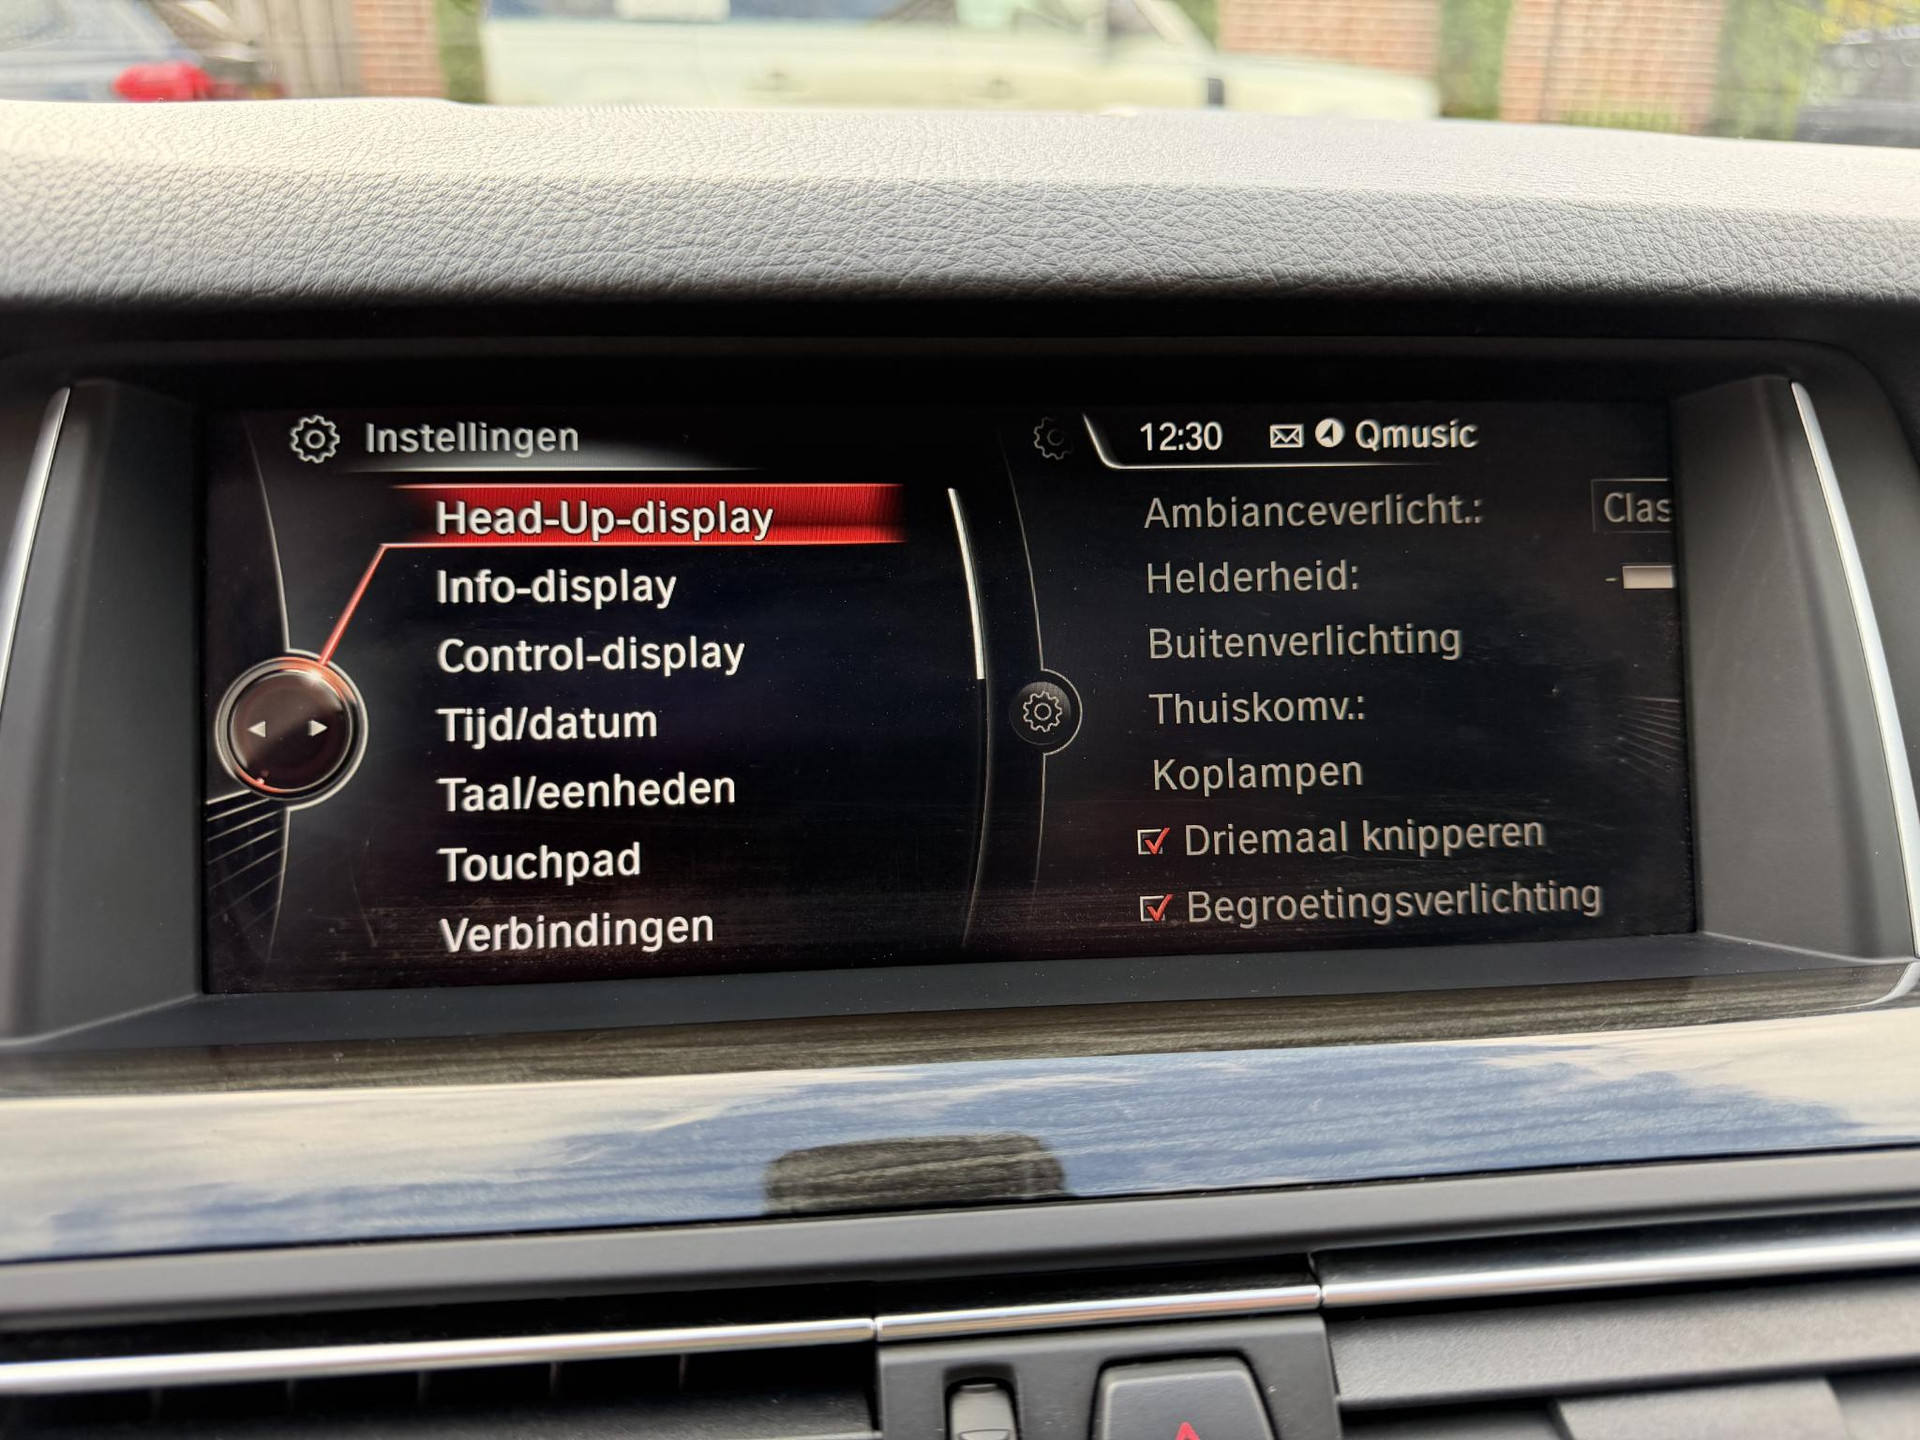 Instellingen
Head-Up-display
Info-display
Control-display
Tijd/datum
Taal/eenheden
Touchpad
Verbindingen
12:30 Qmusic
Ambianceverlicht.: Clas
Helderheid: -
Buitenverlichting
Thuiskomv.:
Koplampen
Driemaal knipperen
Begroetingsverlichting